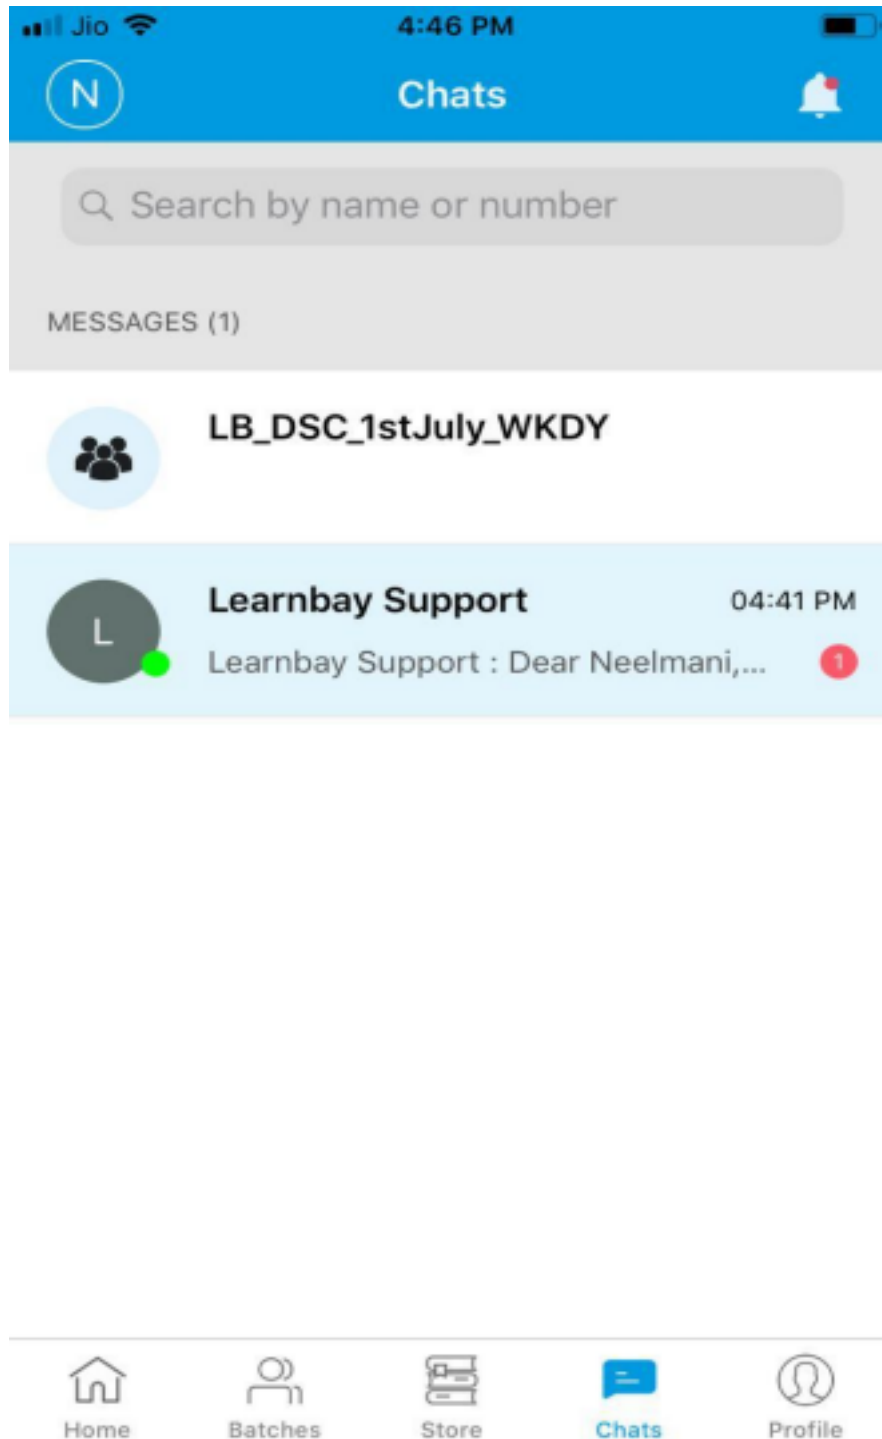 Jio 4:46 PM
N Chats
Search by name or number
MESSAGES (1)
LB_DSC_1stJuly_WKDY
L Learnbay Support 04:41 PM
Learnbay Support : Dear Neelmani,... 1
Home Batches Store Chats Profile